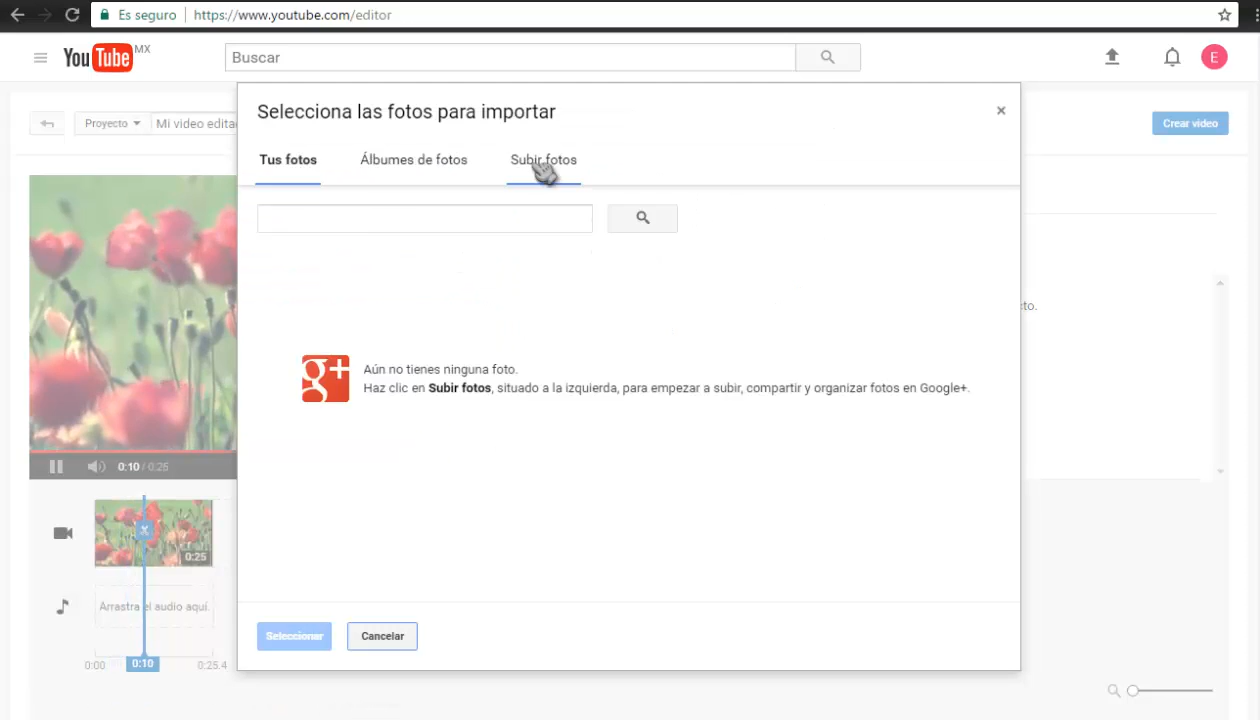 Es seguro https://www.youtube.com/editor
YouTube MX
Buscar
E
Selecciona las fotos para importar
×
Proyecto
Mi video edita
Crear video
Tus fotos
Álbumes de fotos
Subir fotos
cto.
g+
Aún no tienes ninguna foto.
Haz clic en Subir fotos, situado a la izquierda, para empezar a subir, compartir y organizar fotos en Google+.
0:10 / 0:25
0:25
Arrastra el audio aquí.
Seleccionar
Cancelar
0:00
0:10
0:25.4